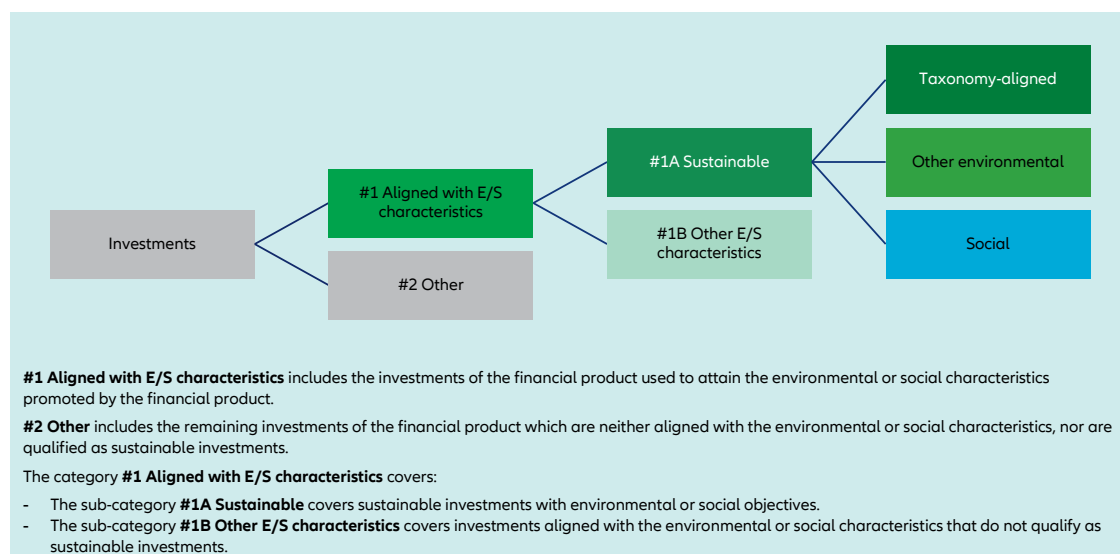 Taxonomy-aligned
#1A Sustainable
Other environmental
#1 Aligned with E/S
characteristics
#1B Other E/S
characteristics
Investments
Social
#2 Other
#1 Aligned with E/S characteristics includes the investments of the financial product used to attain the environmental or social characteristics
promoted by the financial product.
#2 Other includes the remaining investments of the financial product which are neither aligned with the environmental or social characteristics, nor are
qualified as sustainable investments.
The category #1 Aligned with E/S characteristics covers:
- The sub-category #1A Sustainable covers sustainable investments with environmental or social objectives.
- The sub-category #1B Other E/S characteristics covers investments aligned with the environmental or social characteristics that do not qualify as
sustainable investments.